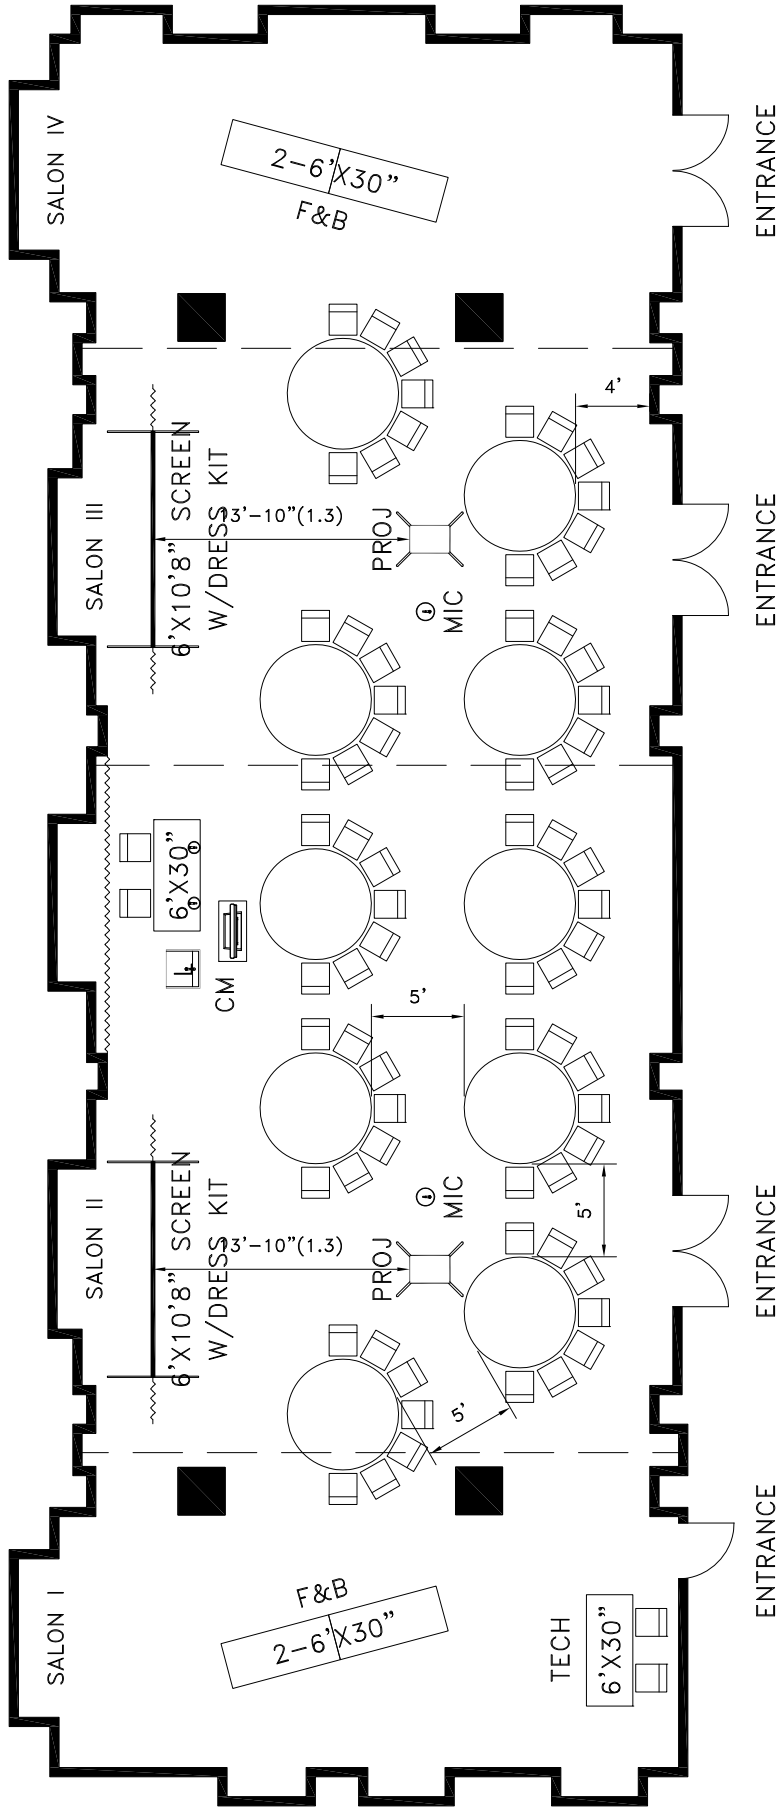 SALON IV
2-6'X30"
F&B
ENTRANCE
4'
6'X10'8" SCREEN
W/DRESS KIT
SALON III
13'-10"(1.3)
PROJ
MIC
ENTRANCE
6'X30"
CM
5'
SALON II
6'X10'8" SCREEN
W/DRESS KIT
13'-10"(1.3)
PROJ
MIC
5'
ENTRANCE
5'
ENTRANCE
SALON I
F&B
2-6'X30"
TECH
6'X30"